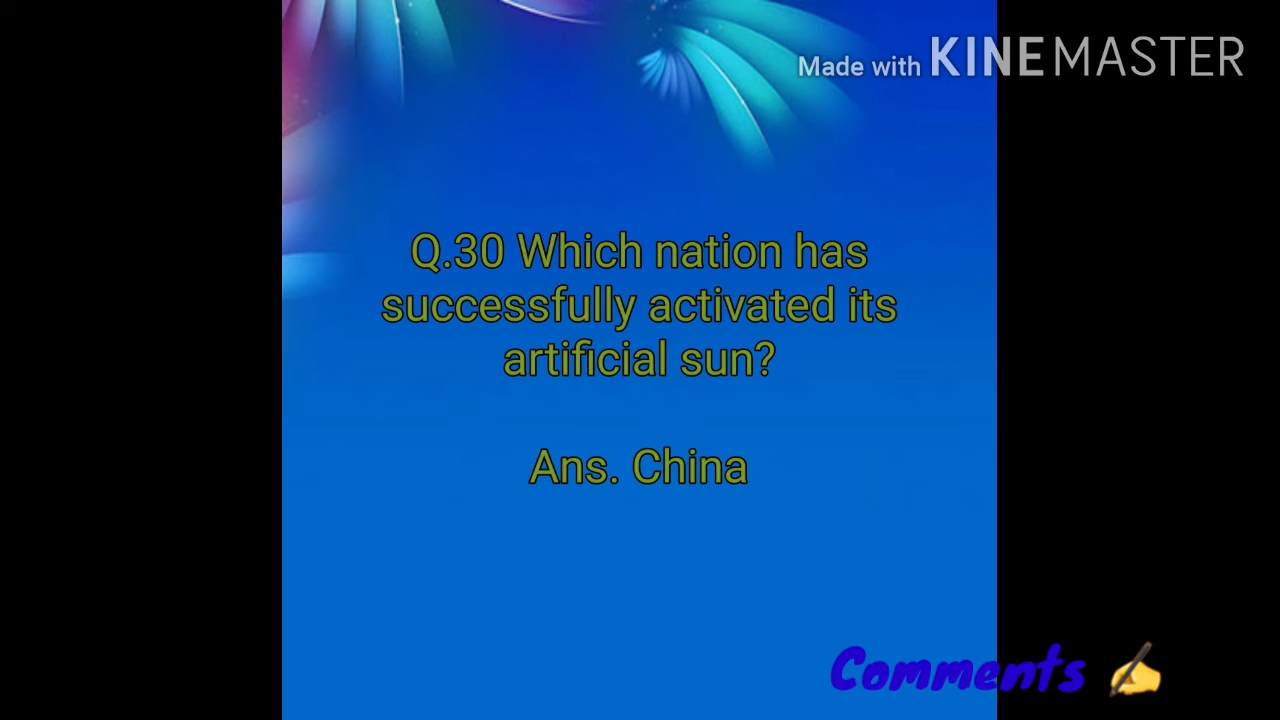 Made with KINEMASTER
Q.30 Which nation has
successfully activated its
artificial sun?
Ans. China
Comments ✍